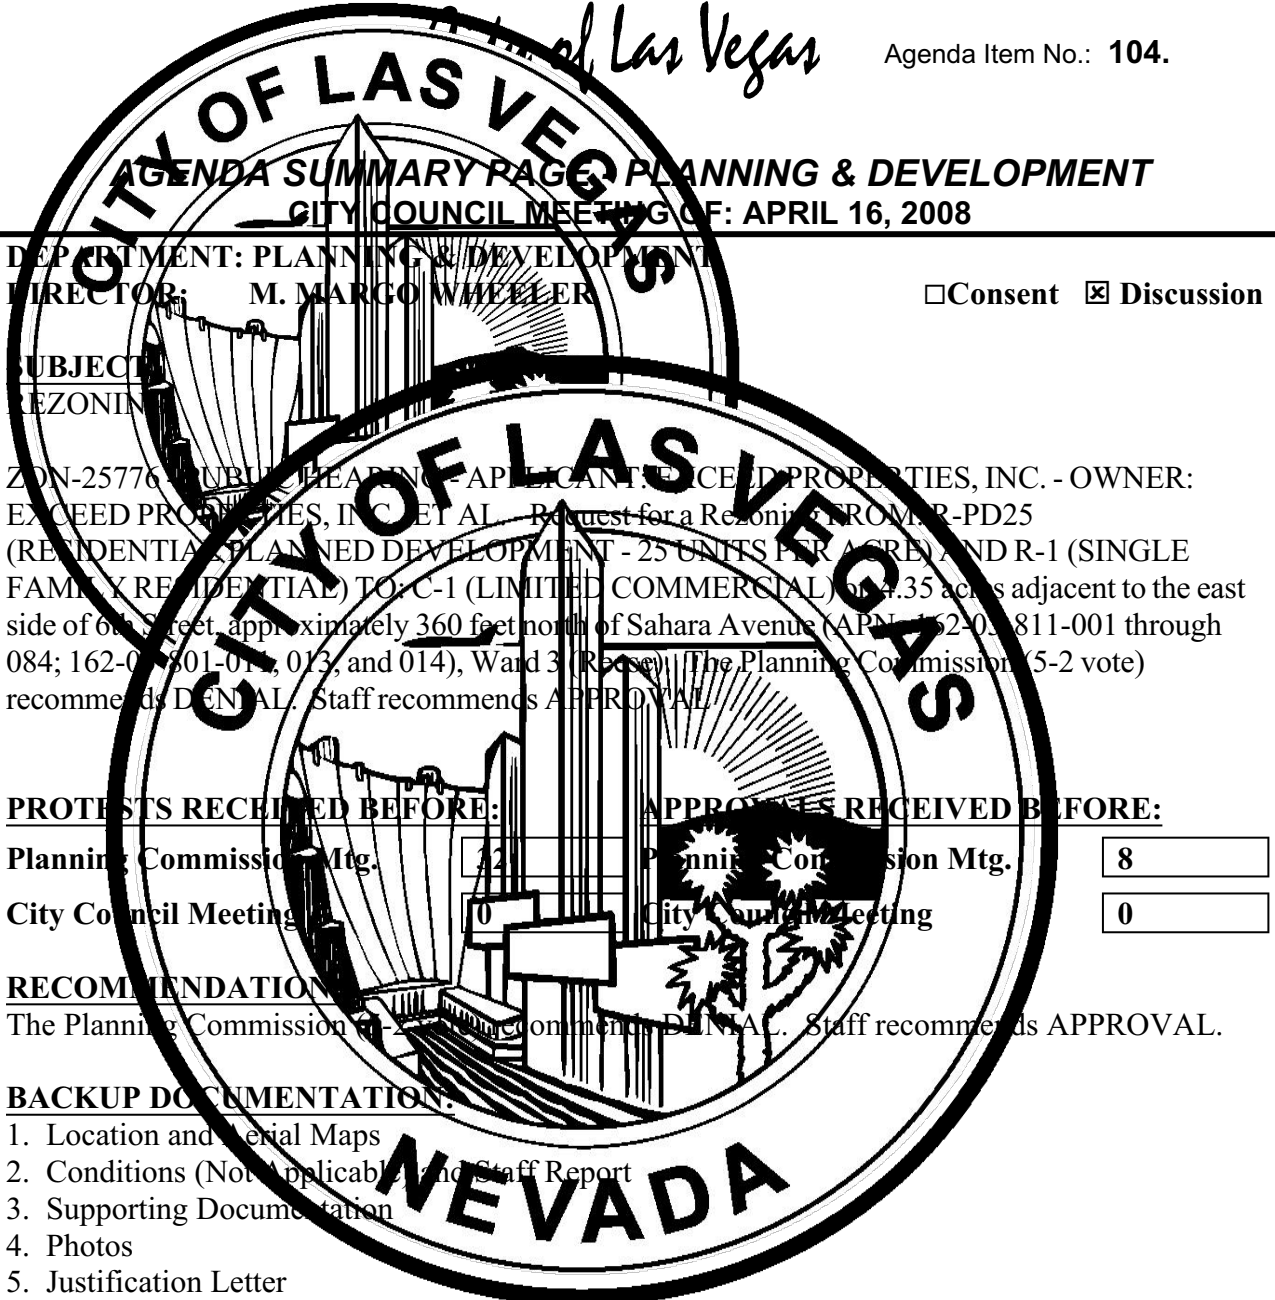 City of Las Vegas
Agenda Item No.: 104.
AGENDA SUMMARY PAGE - PLANNING & DEVELOPMENT
CITY COUNCIL MEETING OF: APRIL 16, 2008
DEPARTMENT: PLANNING & DEVELOPMENT
DIRECTOR: M. MARGO WHEELER ☐Consent ☒ Discussion
SUBJECT:
REZONING
ZON-25776 - PUBLIC HEARING - APPLICANT: EXCEED PROPERTIES, INC. - OWNER:
EXCEED PROPERTIES, INC., ET AL. - Request for a Rezoning FROM: R-PD25
(RESIDENTIAL PLANNED DEVELOPMENT - 25 UNITS PER ACRE) AND R-1 (SINGLE
FAMILY RESIDENTIAL) TO: C-1 (LIMITED COMMERCIAL) on 4.35 acres adjacent to the east
side of 6th Street, approximately 360 feet north of Sahara Avenue (APNs 162-03-811-001 through
084; 013, and 014), Ward 3 (Reese). The Planning Commission (5-2 vote)
recommends DENIAL. Staff recommends APPROVAL
PROTESTS RECEIVED BEFORE: APPROVALS RECEIVED BEFORE:
Planning Commission Mtg. 32 Planning Commission Mtg. 8
City Council Meeting 0 City Council Meeting 0
RECOMMENDATION:
The Planning Commission (5-2 vote) recommends DENIAL. Staff recommends APPROVAL.
BACKUP DOCUMENTATION:
1. Location and Aerial Maps
2. Conditions (Not Applicable) and Staff Report
3. Supporting Documentation
4. Photos
5. Justification Letter
CITY OF LAS VEGAS
CITY OF LAS VEGAS
NEVADA